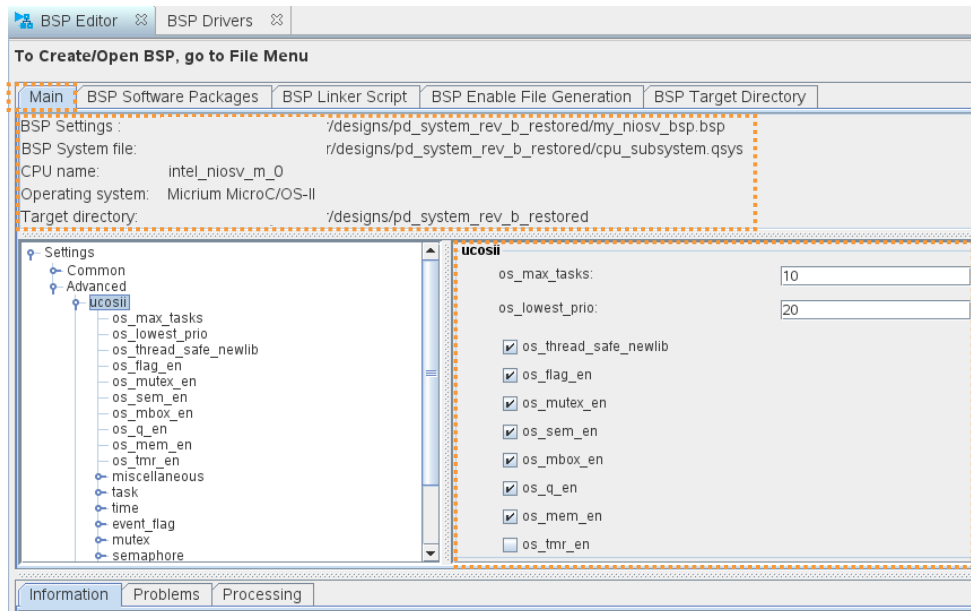 BSP Editor BSP Drivers
To Create/Open BSP, go to File Menu
Main BSP Software Packages BSP Linker Script BSP Enable File Generation BSP Target Directory
BSP Settings : r/designs/pd_system_rev_b_restored/my_niosv_bsp.bsp
BSP System file: r/designs/pd_system_rev_b_restored/cpu_subsystem.qsys
CPU name: intel_niosv_m_0
Operating system: Micrium MicroC/OS-II
Target directory: r/designs/pd_system_rev_b_restored
Settings
Common
Advanced
ucosii
os_max_tasks
os_lowest_prio
os_thread_safe_newlib
os_flag_en
os_mutex_en
os_sem_en
os_mbox_en
os_q_en
os_mem_en
os_tmr_en
miscellaneous
task
time
event_flag
mutex
semaphore
ucosii
os_max_tasks: 10
os_lowest_prio: 20
os_thread_safe_newlib
os_flag_en
os_mutex_en
os_sem_en
os_mbox_en
os_q_en
os_mem_en
os_tmr_en
Information Problems Processing